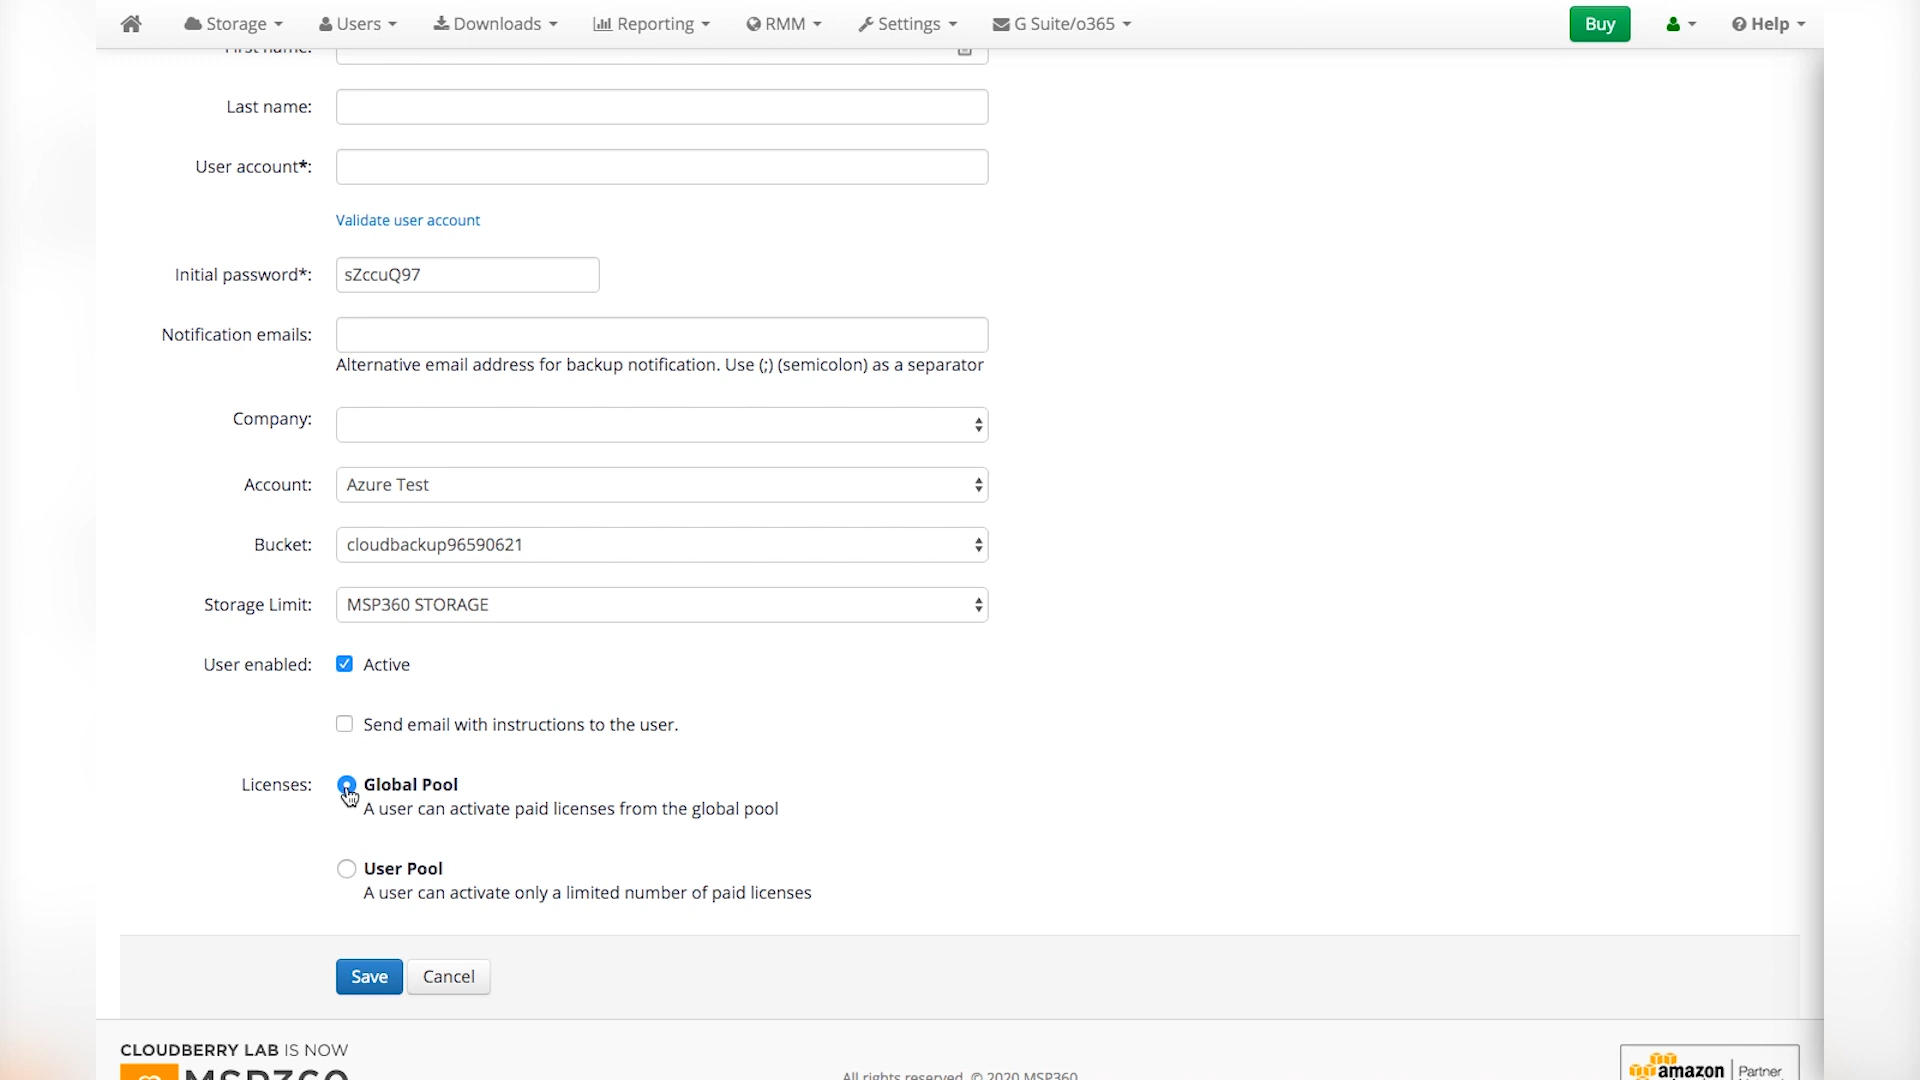 Storage Users Downloads Reporting RMM Settings G Suite/o365 Buy Help
First name:
Last name:
User account*:
Validate user account
Initial password*: sZccuQ97
Notification emails:
Alternative email address for backup notification. Use (;) (semicolon) as a separator
Company:
Account: Azure Test
Bucket: cloudbackup96590621
Storage Limit: MSP360 STORAGE
User enabled: Active
Send email with instructions to the user.
Licenses: Global Pool
A user can activate paid licenses from the global pool
User Pool
A user can activate only a limited number of paid licenses
Save Cancel
CLOUDBERRY LAB IS NOW
MSP360
All rights reserved. © 2020 MSP360
amazon Partner